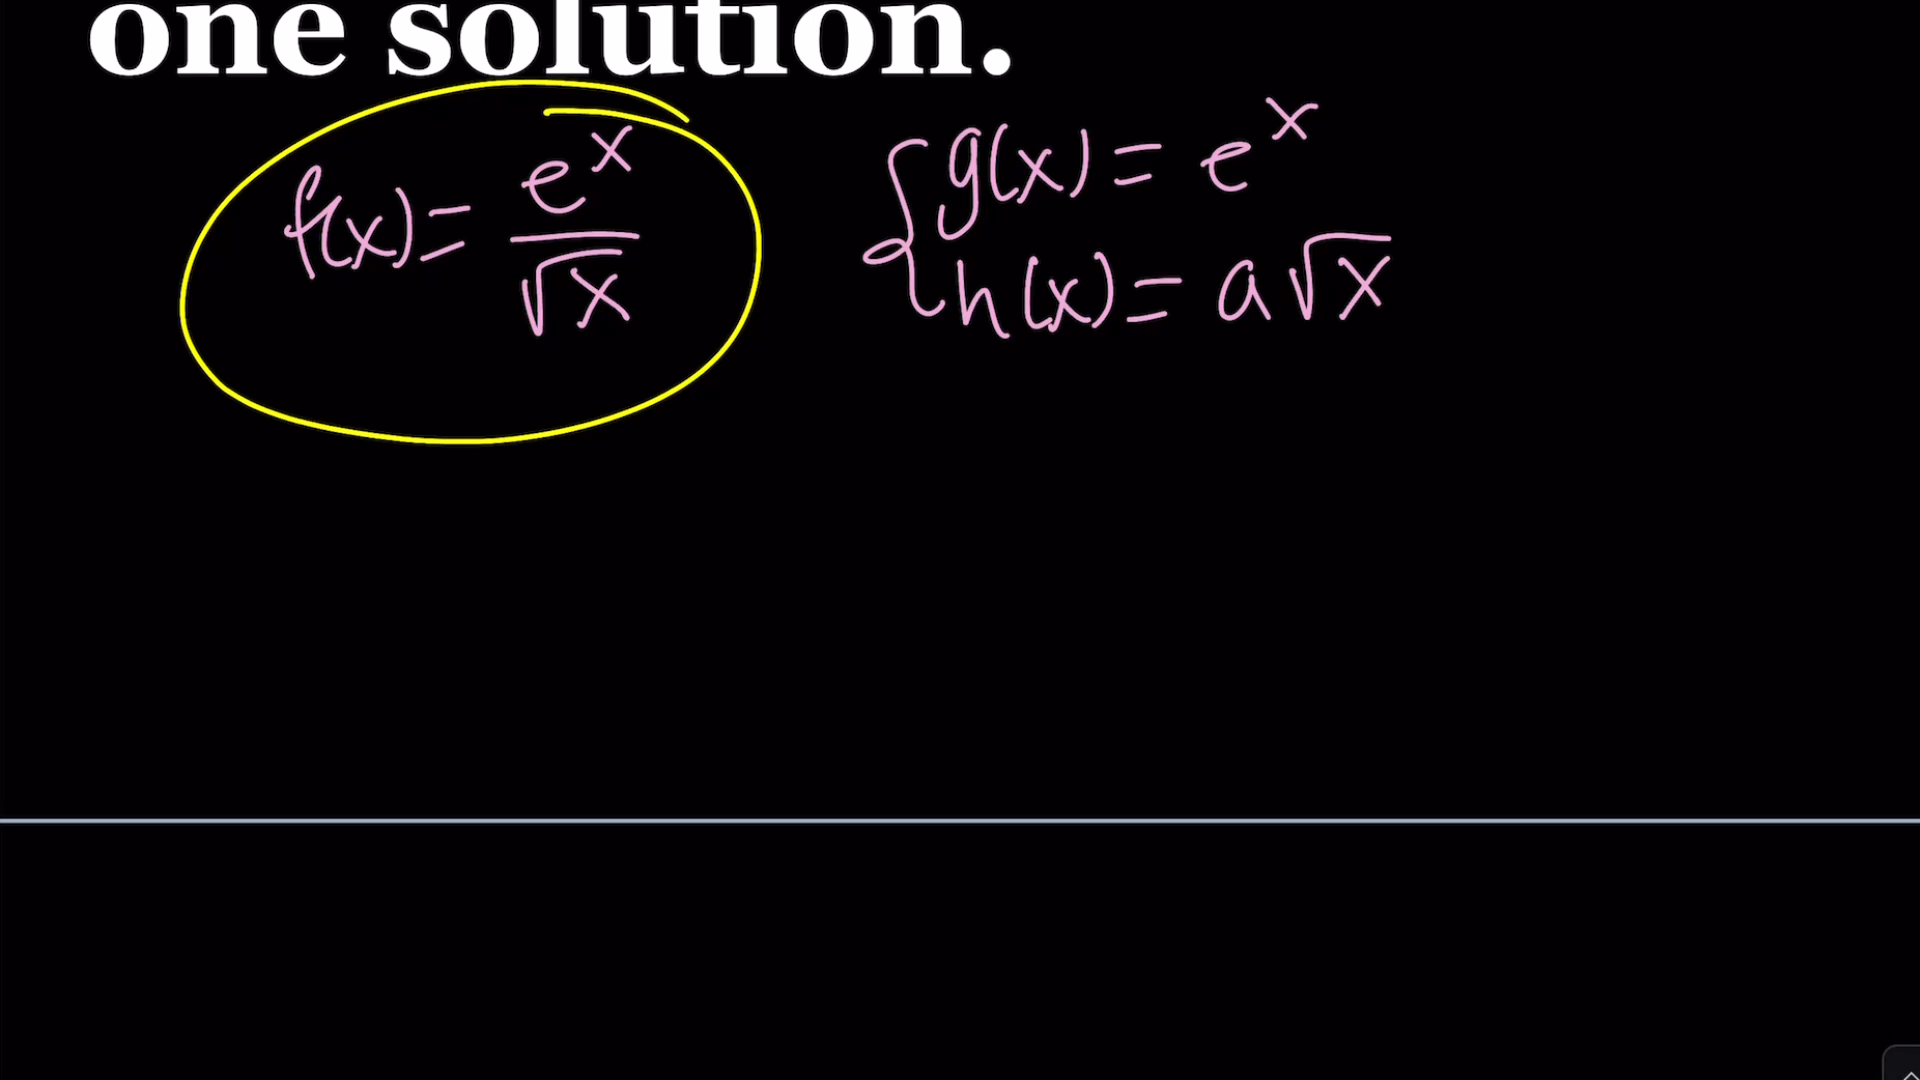 one solution.
f(x) = e^x / √x
{ g(x) = e^x
h(x) = a√x